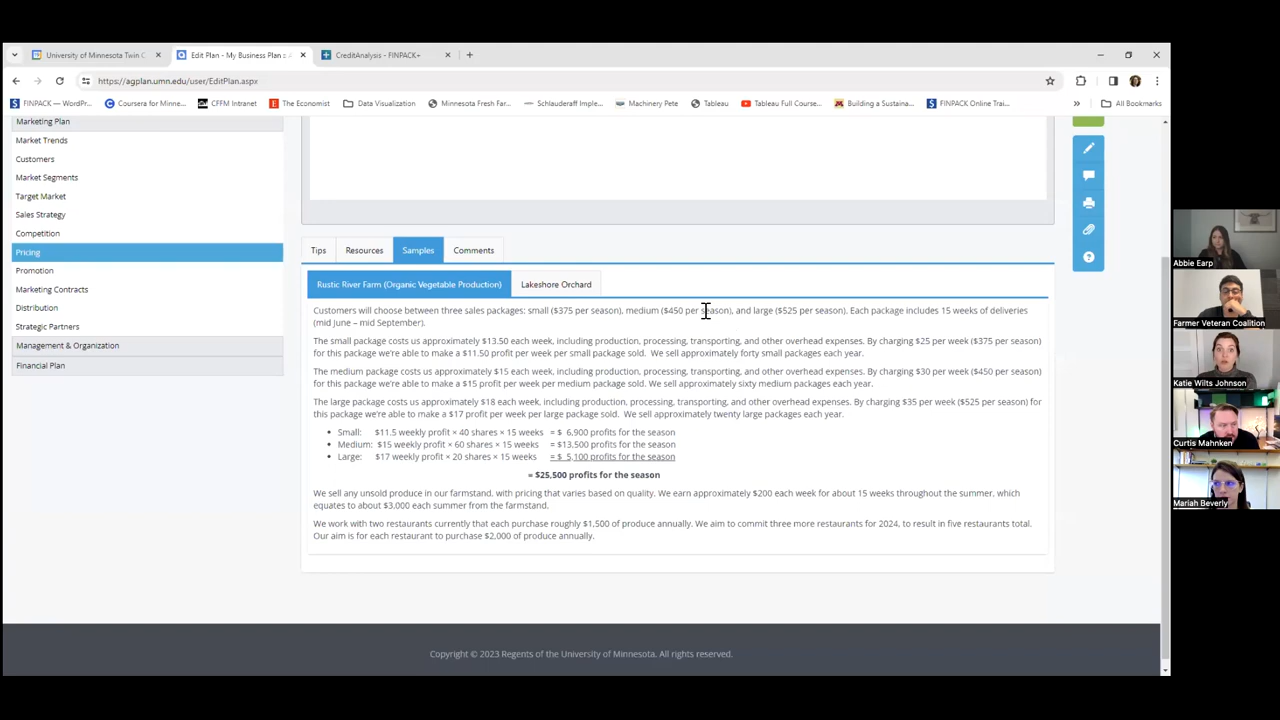 University of Minnesota Twin C
Edit Plan - My Business Plan :: A
CreditAnalysis - FINPACK+
https://agplan.umn.edu/user/EditPlan.aspx
FINPACK — WordP...
Coursera for Minne...
CFFM Intranet
The Economist
Data Visualization
Minnesota Fresh Far...
Schlauderaff Imple...
Machinery Pete
Tableau
Tableau Full Course...
Building a Sustaina...
FINPACK Online Trai...
»
All Bookmarks
Marketing Plan
Market Trends
Customers
Market Segments
Target Market
Sales Strategy
Competition
Pricing
Promotion
Marketing Contracts
Distribution
Strategic Partners
Management & Organization
Financial Plan
Tips
Resources
Samples
Comments
Rustic River Farm (Organic Vegetable Production)
Lakeshore Orchard
Customers will choose between three sales packages: small ($375 per season), medium ($450 per season), and large ($525 per season). Each package includes 15 weeks of deliveries
(mid June – mid September).
The small package costs us approximately $13.50 each week, including production, processing, transporting, and other overhead expenses. By charging $25 per week ($375 per season)
for this package we're able to make a $11.50 profit per week per small package sold. We sell approximately forty small packages each year.
The medium package costs us approximately $15 each week, including production, processing, transporting, and other overhead expenses. By charging $30 per week ($450 per season)
for this package we're able to make a $15 profit per week per medium package sold. We sell approximately sixty medium packages each year.
The large package costs us approximately $18 each week, including production, processing, transporting, and other overhead expenses. By charging $35 per week ($525 per season) for
this package we're able to make a $17 profit per week per large package sold. We sell approximately twenty large packages each year.
• Small: $11.5 weekly profit × 40 shares × 15 weeks = $ 6,900 profits for the season
• Medium: $15 weekly profit × 60 shares × 15 weeks = $13,500 profits for the season
• Large: $17 weekly profit × 20 shares × 15 weeks = $ 5,100 profits for the season
= $25,500 profits for the season
We sell any unsold produce in our farmstand, with pricing that varies based on quality. We earn approximately $200 each week for about 15 weeks throughout the summer, which
equates to about $3,000 each summer from the farmstand.
We work with two restaurants currently that each purchase roughly $1,500 of produce annually. We aim to commit three more restaurants for 2024, to result in five restaurants total.
Our aim is for each restaurant to purchase $2,000 of produce annually.
Copyright © 2023 Regents of the University of Minnesota. All rights reserved.
Abbie Earp
Farmer Veteran Coalition
Katie Wilts Johnson
Curtis Mahnken
Mariah Beverly